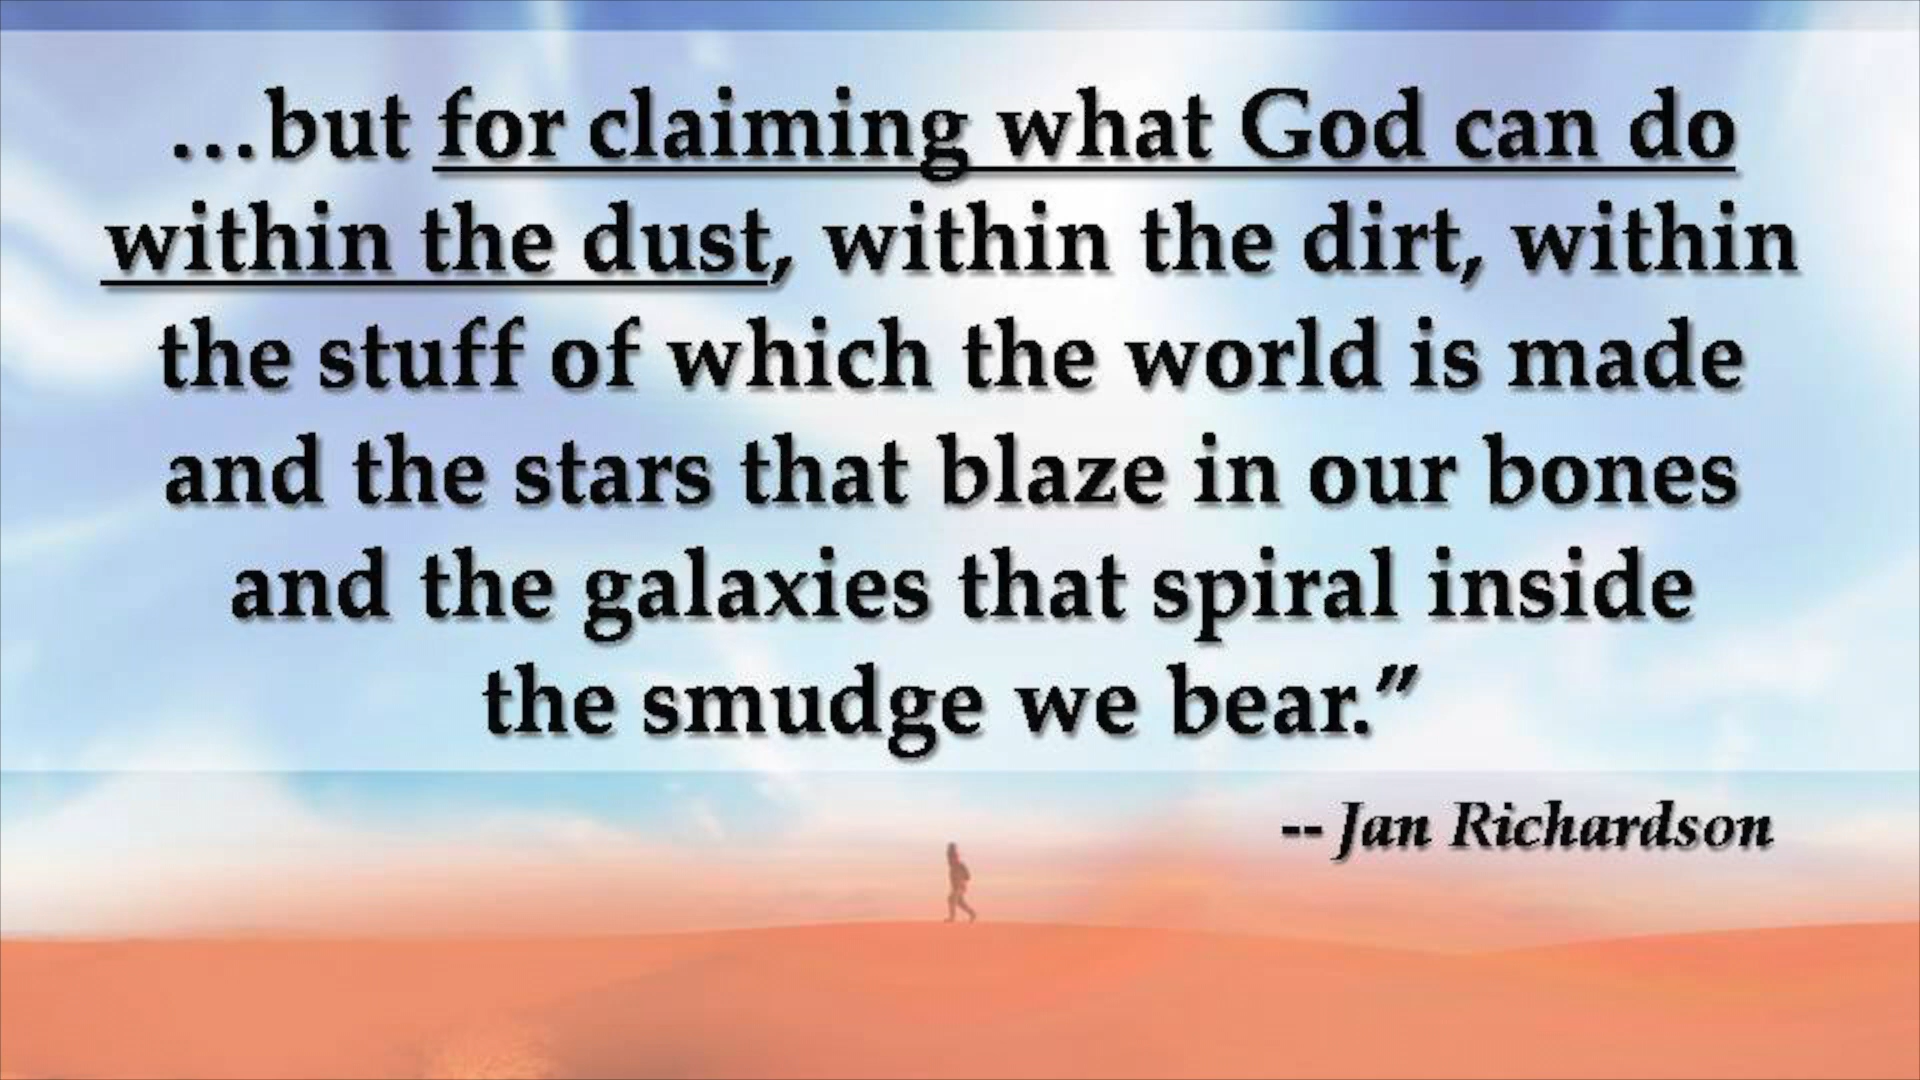 …but for claiming what God can do
within the dust, within the dirt, within
the stuff of which the world is made
and the stars that blaze in our bones
and the galaxies that spiral inside
the smudge we bear.”
-- Jan Richardson